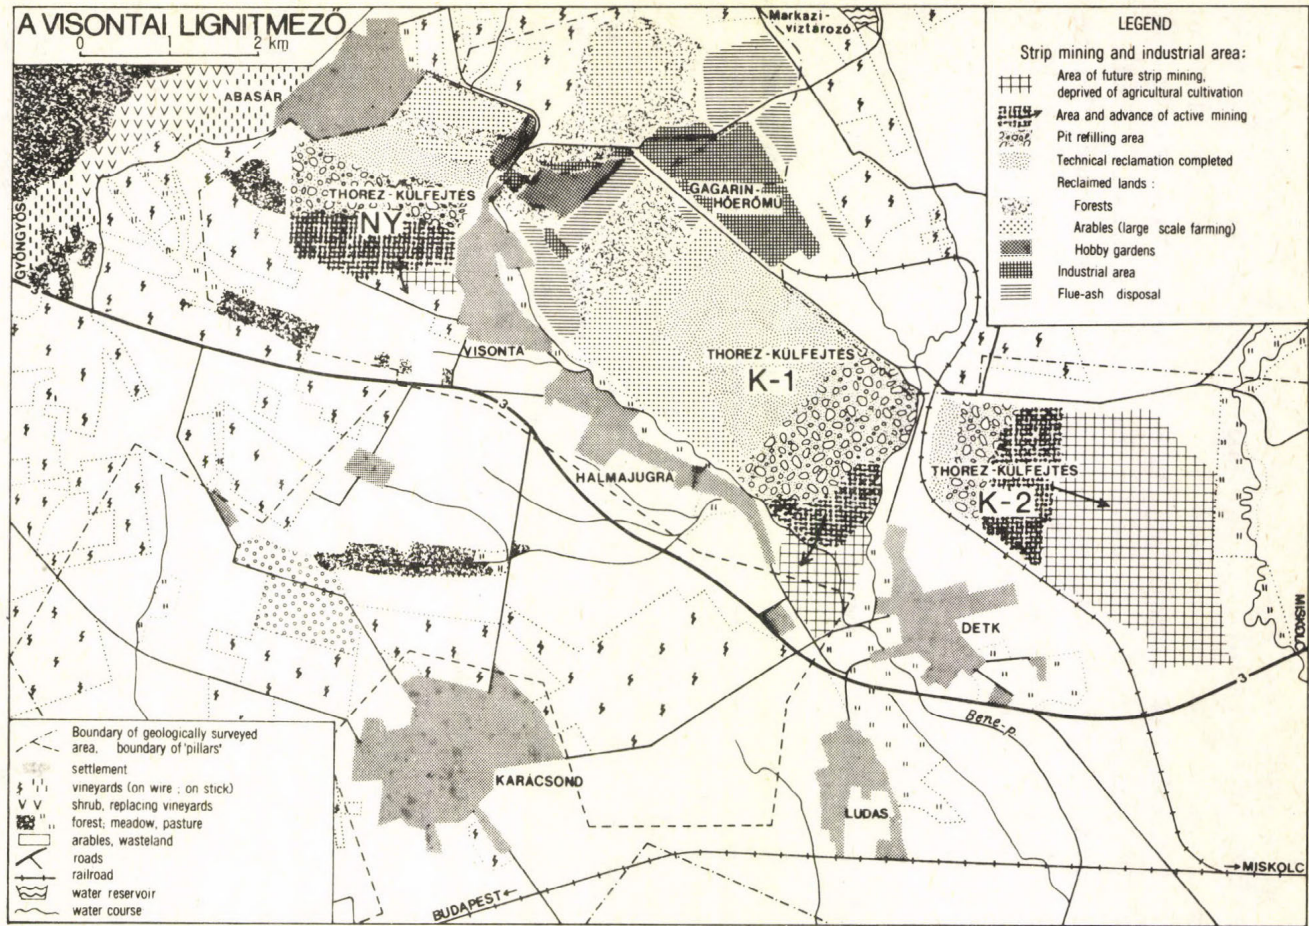 A VISONTAI LIGNITMEZŐ
0 1 2 km
Markazi-
víztározó
ABASÁR
GYÖNGYÖS
THOREZ-KÜLFEJTÉS
NY
GAGARIN-
HŐERŐMŰ
3
VISONTA
THOREZ-KÜLFEJTÉS
K-1
3
HALMAJUGRA
THOREZ-KÜLFEJTÉS
K-2
DETK
MISKOLC
3
Bene-p.
KARÁCSOND
LUDAS
BUDAPEST←
→MISKOLC
LEGEND
Strip mining and industrial area:
Area of future strip mining,
deprived of agricultural cultivation
Area and advance of active mining
Pit refilling area
Technical reclamation completed
Reclaimed lands :
Forests
Arables (large scale farming)
Hobby gardens
Industrial area
Flue-ash disposal
Boundary of geologically surveyed
area, boundary of 'pillars'
settlement
vineyards (on wire ; on stick)
shrub, replacing vineyards
forest; meadow, pasture
arables, wasteland
roads
railroad
water reservoir
water course